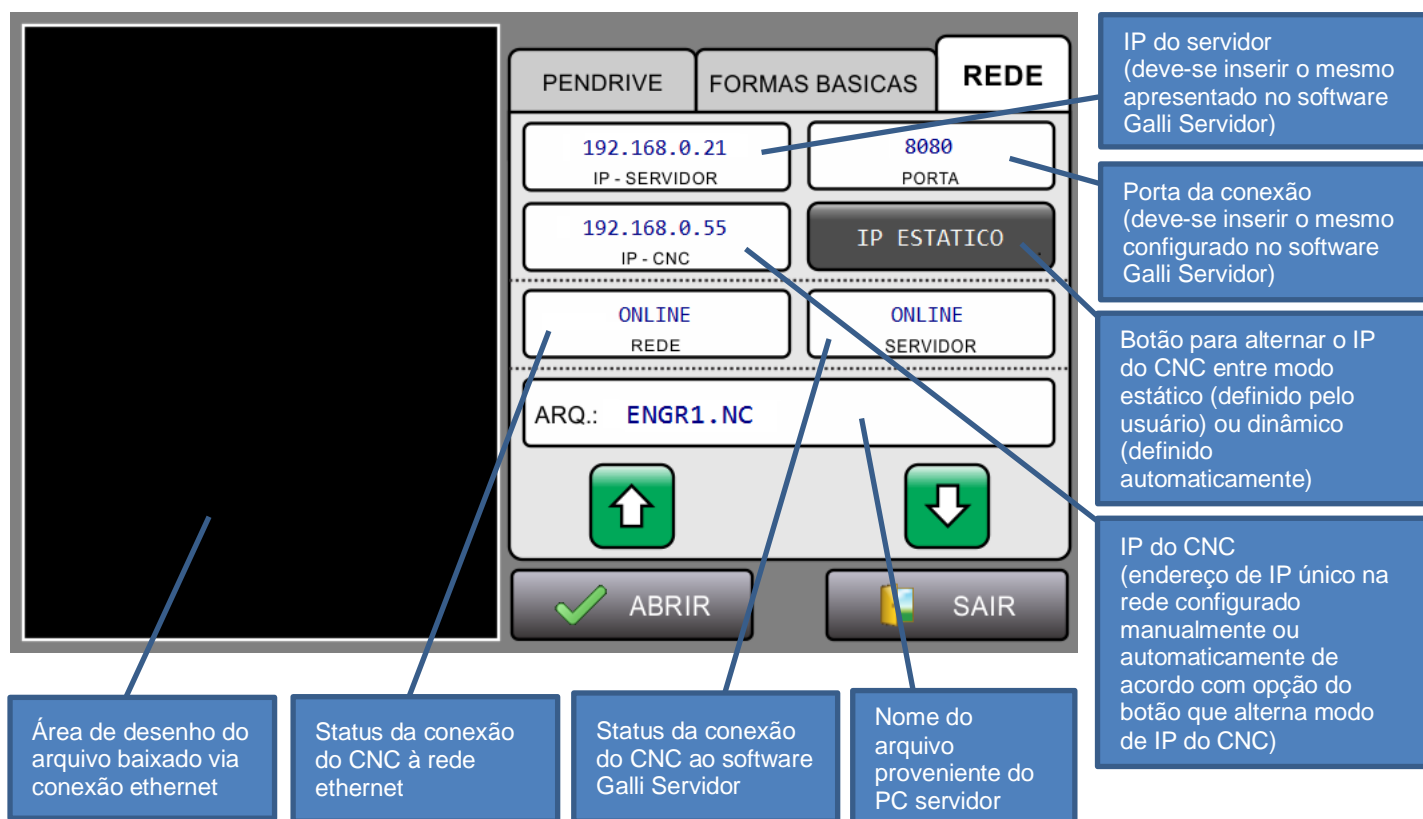 PENDRIVE
FORMAS BASICAS
REDE
192.168.0.21
IP - SERVIDOR
8080
PORTA
192.168.0.55
IP - CNC
IP ESTATICO
ONLINE
REDE
ONLINE
SERVIDOR
ARQ.: ENGR1.NC
ABRIR
SAIR
IP do servidor
(deve-se inserir o mesmo
apresentado no software
Galli Servidor)
Porta da conexão
(deve-se inserir o mesmo
configurado no software
Galli Servidor)
Botão para alternar o IP
do CNC entre modo
estático (definido pelo
usuário) ou dinâmico
(definido
automaticamente)
IP do CNC
(endereço de IP único na
rede configurado
manualmente ou
automaticamente de
acordo com opção do
botão que alterna modo
de IP do CNC)
Área de desenho do
arquivo baixado via
conexão ethernet
Status da conexão
do CNC à rede
ethernet
Status da conexão
do CNC ao software
Galli Servidor
Nome do
arquivo
proveniente do
PC servidor